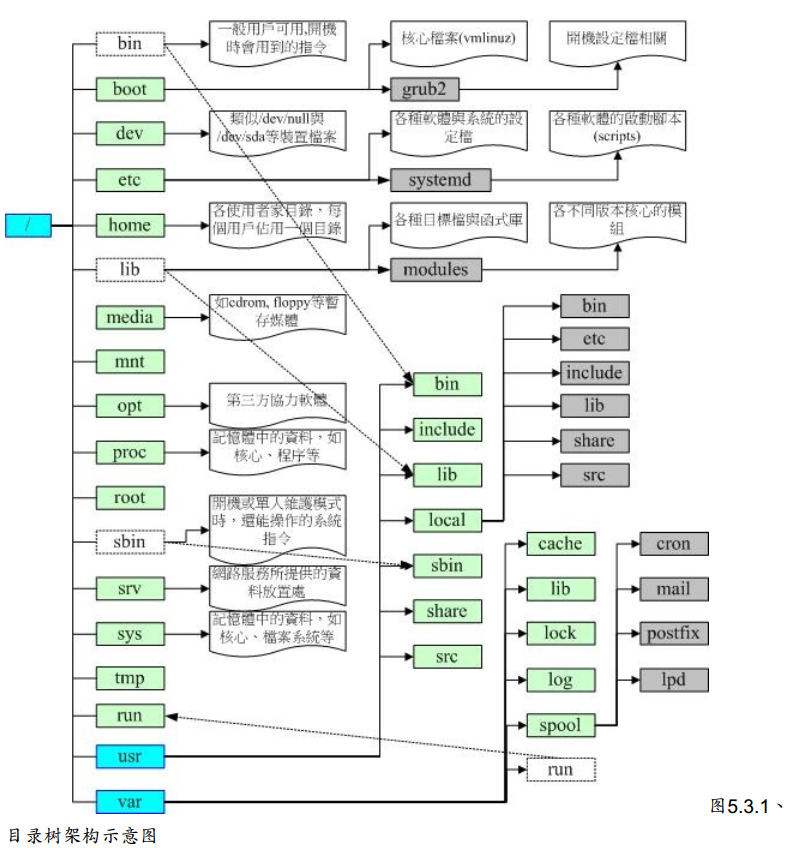 bin
一般用戶可用,開機
時會用到的指令
核心檔案(vmlinuz)
開機設定檔相關
boot
grub2
dev
類似/dev/null與
/dev/sda等裝置檔案
各種軟體與系統的設
定檔
各種軟體的啟動腳本
(scripts)
etc
systemd
/
home
各使用者家目錄，每
個用戶佔用一個目錄
各種目標檔與函式庫
各不同版本核心的模
組
lib
modules
media
如cdrom, floppy等暫
存媒體
mnt
opt
第三方協力軟體
proc
記憶體中的資料，如
核心、程序等
root
sbin
開機或單人維護模式
時，還能操作的系統
指令
srv
網路服務所提供的資
料放置處
sys
記憶體中的資料，如
核心、檔案系統等
tmp
run
usr
var
bin
include
lib
local
sbin
share
src
bin
etc
include
lib
share
src
cache
lib
lock
log
spool
run
cron
mail
postfix
lpd
图5.3.1、
目录树架构示意图